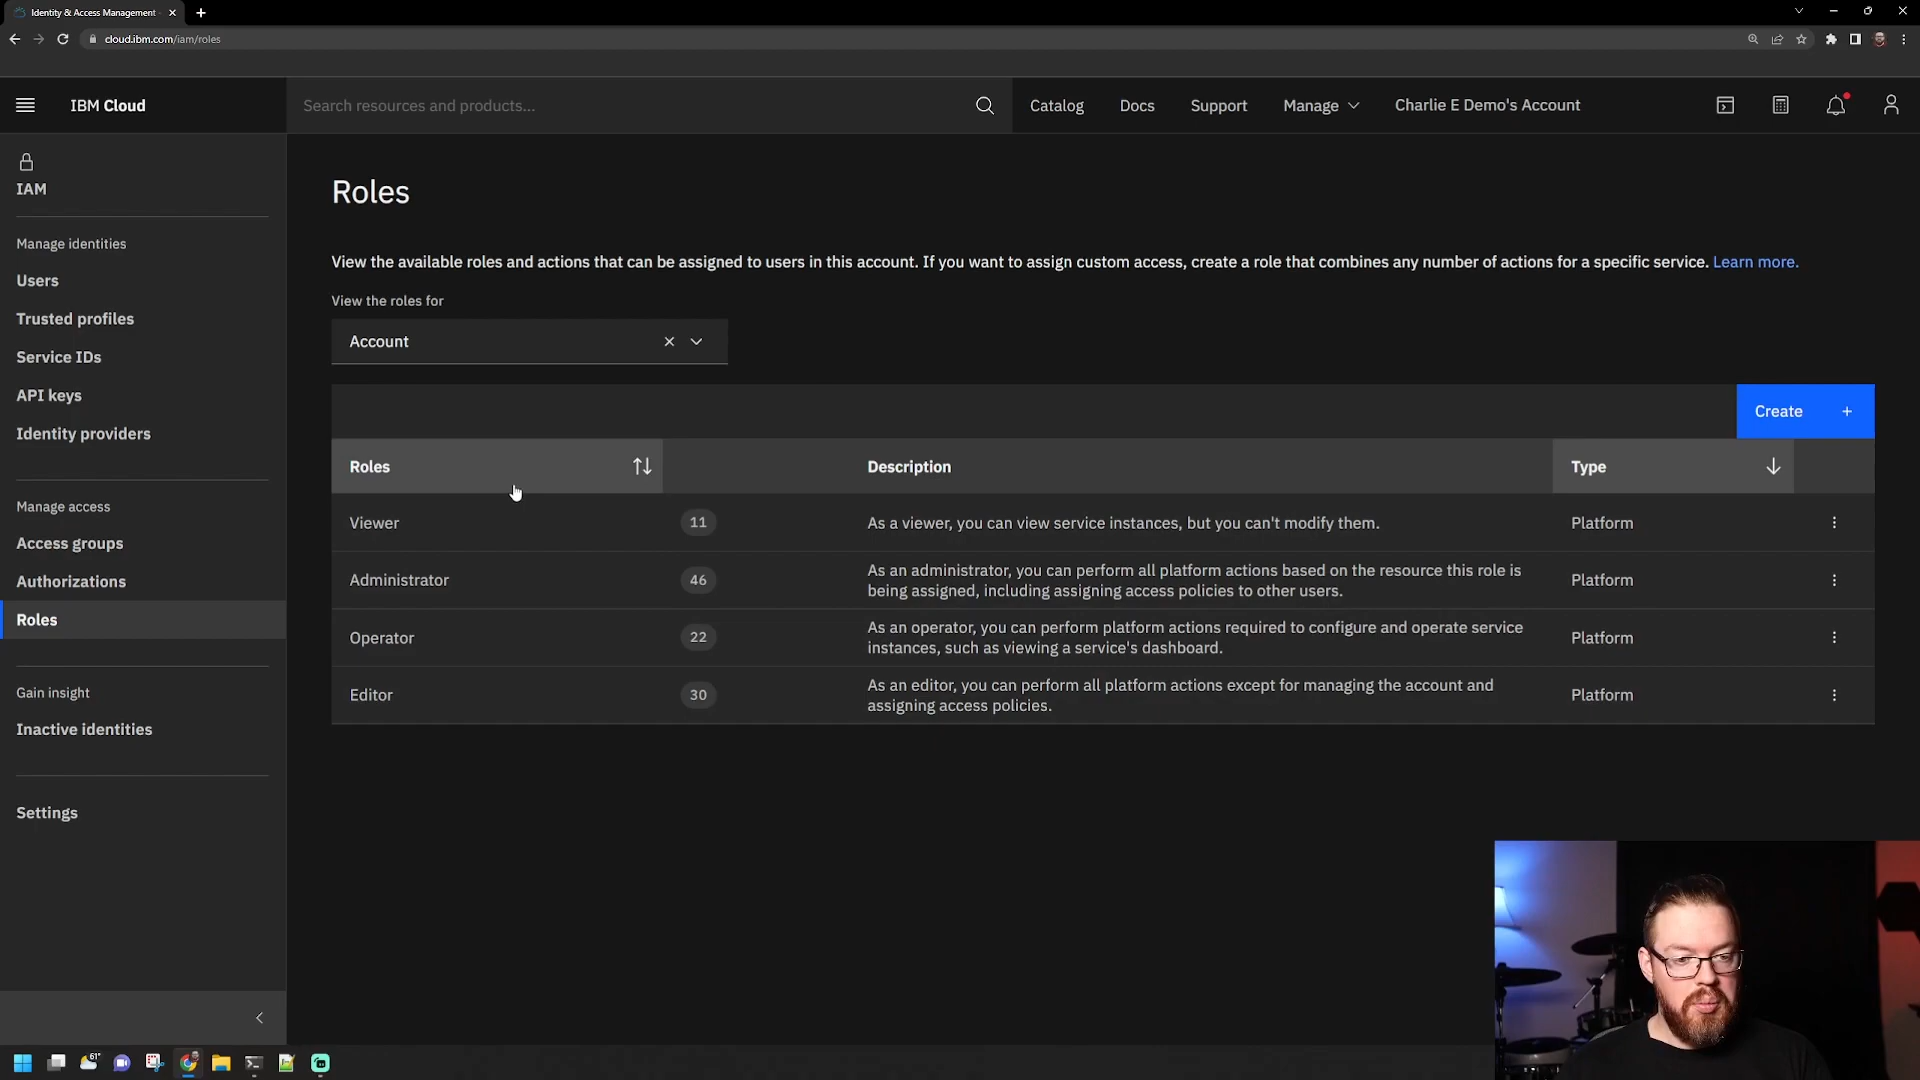 Identity & Access Management
cloud.ibm.com/iam/roles
IBM Cloud
Search resources and products...
Catalog
Docs
Support
Manage
Charlie E Demo's Account
IAM
Manage identities
Users
Trusted profiles
Service IDs
API keys
Identity providers
Manage access
Access groups
Authorizations
Roles
Gain insight
Inactive identities
Settings
Roles
View the available roles and actions that can be assigned to users in this account. If you want to assign custom access, create a role that combines any number of actions for a specific service. Learn more.
View the roles for
Account
Create +
Roles Description Type
Viewer 11 As a viewer, you can view service instances, but you can't modify them. Platform
Administrator 46 As an administrator, you can perform all platform actions based on the resource this role is
being assigned, including assigning access policies to other users. Platform
Operator 22 As an operator, you can perform platform actions required to configure and operate service
instances, such as viewing a service's dashboard. Platform
Editor 30 As an editor, you can perform all platform actions except for managing the account and
assigning access policies. Platform
61°